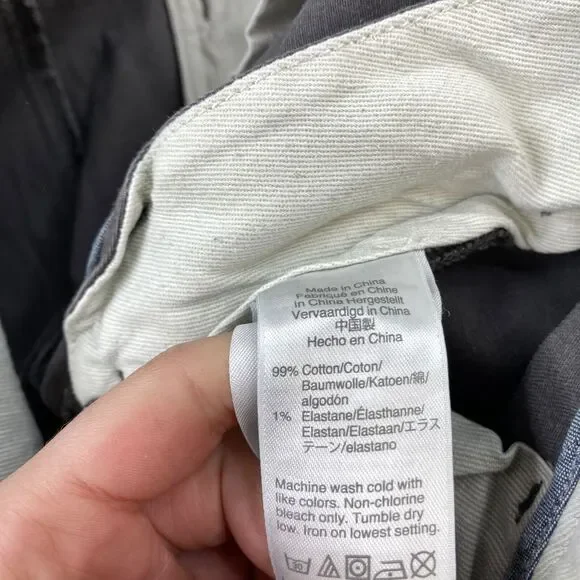 Made in China
Fabriqué en Chine
In China Hergestellt
Vervaardigd in China
中国製
Hecho en China
99% Cotton/Coton/
Baumwolle/Katoen/綿/
algodón
1% Elastane/Élasthanne/
Elastan/Elastaan/エラス
テーン/elastano
Machine wash cold with
like colors. Non-chlorine
bleach only. Tumble dry
low. Iron on lowest setting.
30